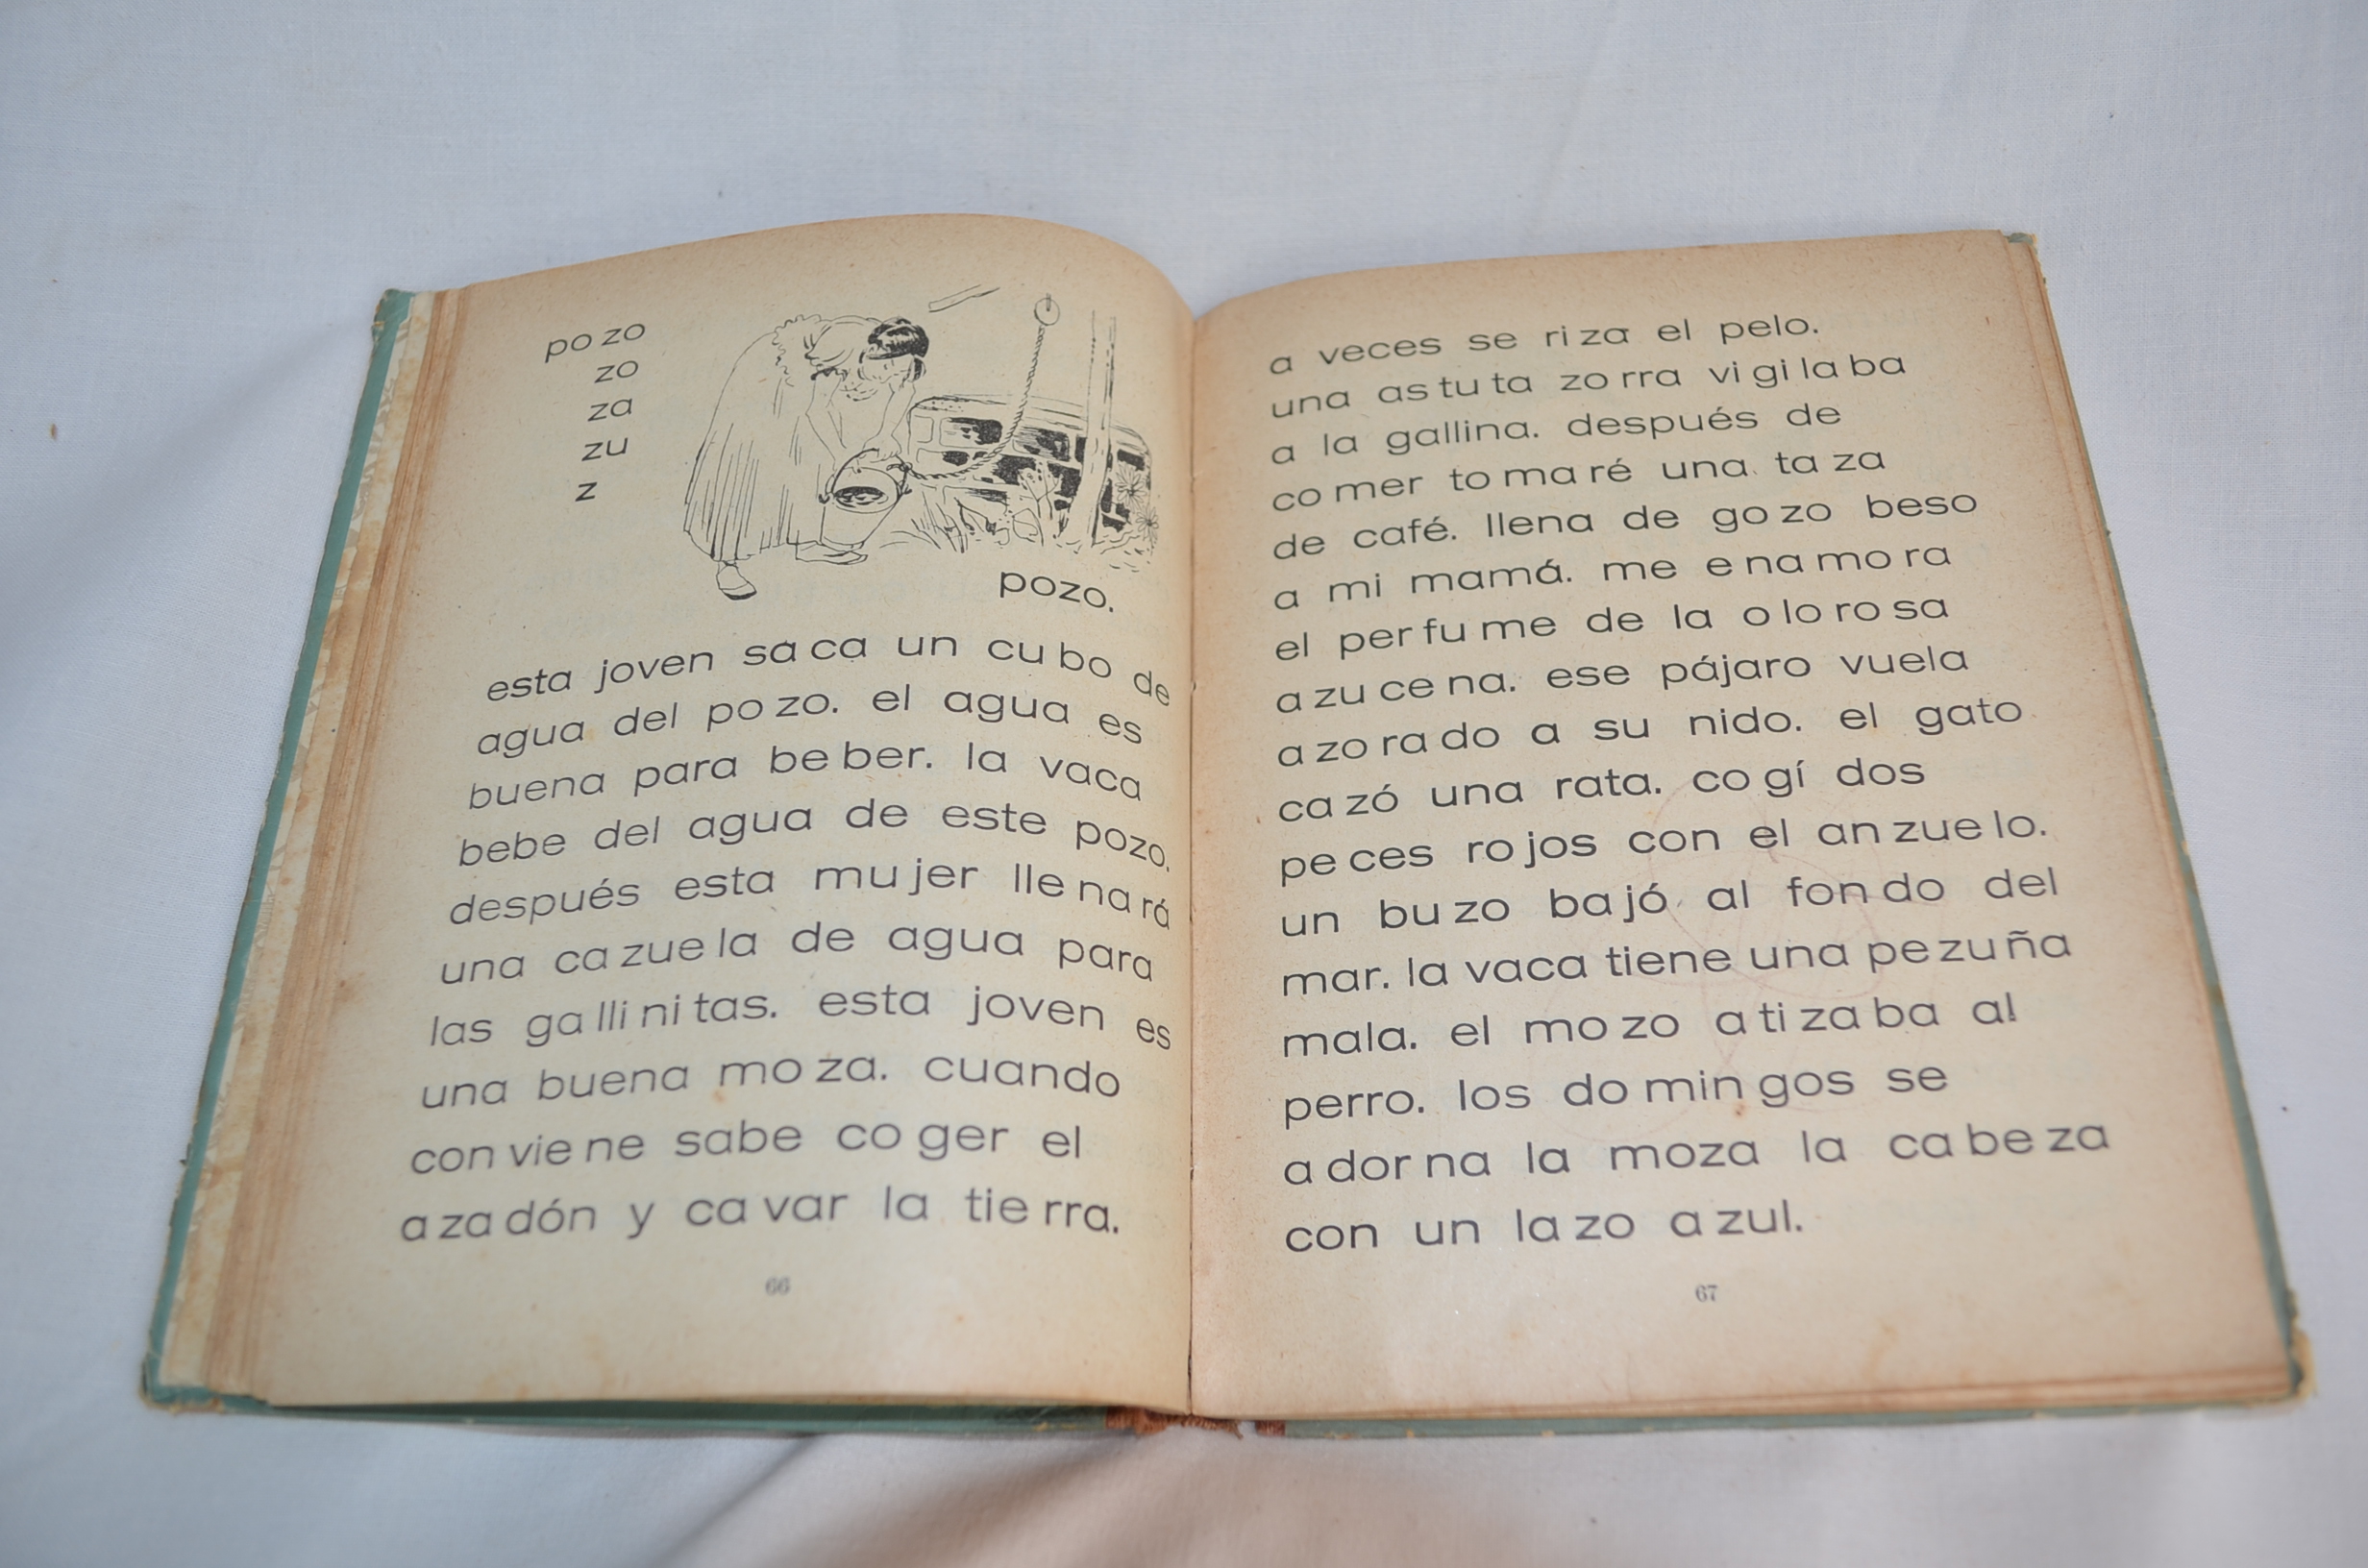 po zo
zo
za
zu
z
pozo.
esta joven sa ca un cu bo de
agua del po zo. el agua es
buena para be ber. la vaca
bebe del agua de este pozo.
después esta mu jer lle na rá
una ca zue la de agua para
las ga lli ni tas. esta joven es
una buena mo za. cuando
con vie ne sabe co ger el
a za dón y ca var la tie rra.
66
a veces se ri za el pelo.
una as tu ta zo rra vi gi la ba
a la gallina. después de
co mer to ma ré una ta za
de café. llena de go zo beso
a mi mamá. me e na mo ra
el per fu me de la o lo ro sa
a zu ce na. ese pájaro vuela
a zo ra do a su nido. el gato
ca zó una rata. co gí dos
pe ces ro jos con el an zue lo.
un bu zo ba jó al fon do del
mar. la vaca tiene una pe zu ña
mala. el mo zo a ti za ba al
perro. los do min gos se
a dor na la moza la ca be za
con un la zo a zul.
67